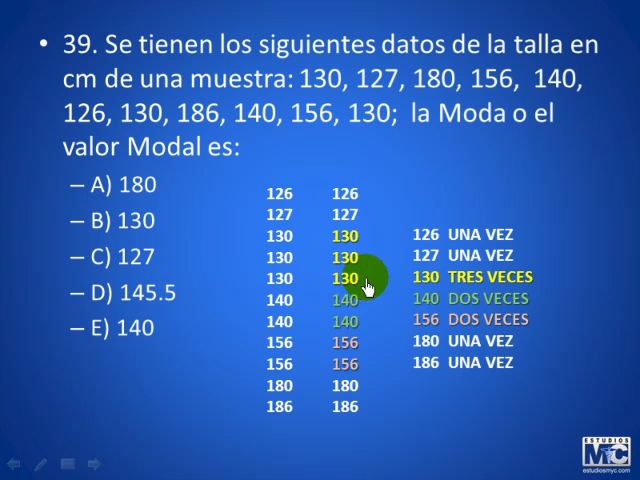 • 39. Se tienen los siguientes datos de la talla en
cm de una muestra: 130, 127, 180, 156, 140,
126, 130, 186, 140, 156, 130; la Moda o el
valor Modal es:
– A) 180
– B) 130
– C) 127
– D) 145.5
– E) 140
126 126
127 127
130 130
130 130
130 130
140 140
140 140
156 156
156 156
180 180
186 186
126 UNA VEZ
127 UNA VEZ
130 TRES VECES
140 DOS VECES
156 DOS VECES
180 UNA VEZ
186 UNA VEZ
ESTUDIOS
MYC
estudiosmyc.com